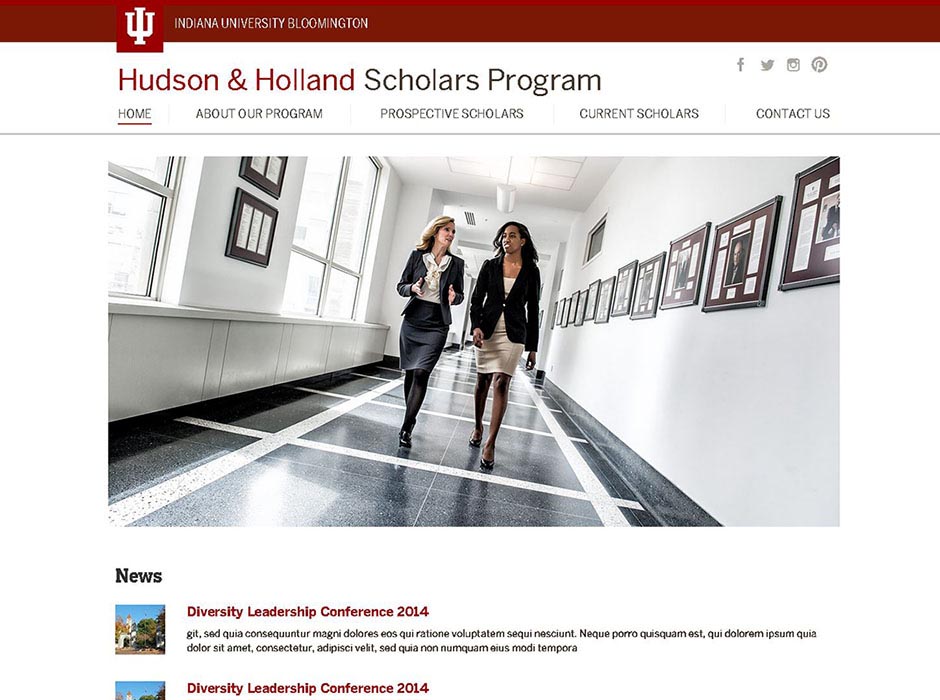 INDIANA UNIVERSITY BLOOMINGTON
Hudson & Holland Scholars Program
HOME ABOUT OUR PROGRAM PROSPECTIVE SCHOLARS CURRENT SCHOLARS CONTACT US
News
Diversity Leadership Conference 2014
git, sed quia consequuntur magni dolores eos qui ratione voluptatem sequi nesciunt. Neque porro quisquam est, qui dolorem ipsum quia
dolor sit amet, consectetur, adipisci velit, sed quia non numquam eius modi tempora
Diversity Leadership Conference 2014